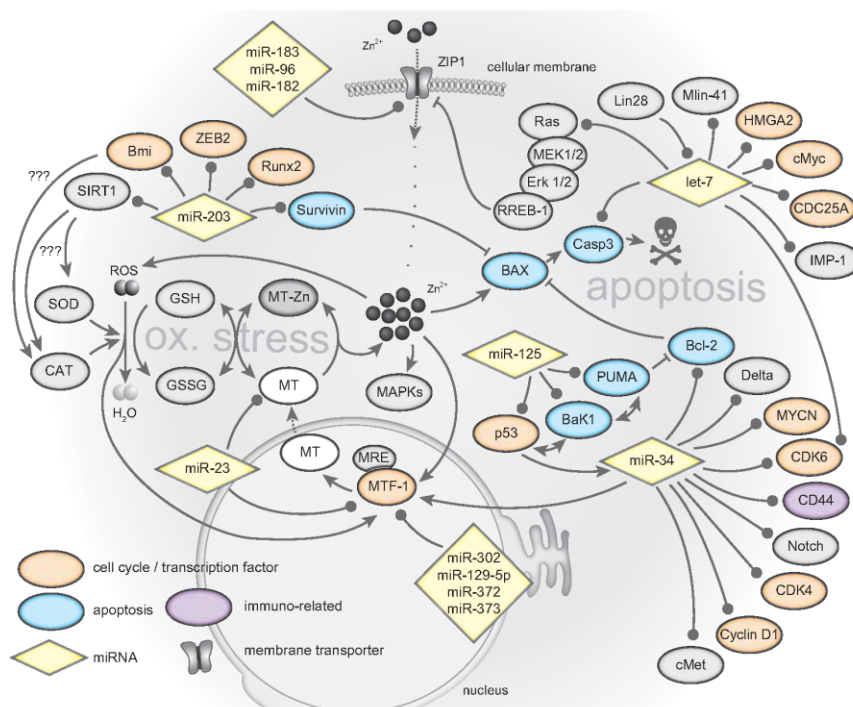 Zn2+
miR-183
miR-96
miR-182
ZIP1
cellular membrane
Lin28
Mlin-41
HMGA2
Ras
ZEB2
Bmi
MEK1/2
cMyc
Runx2
???
Erk 1/2
let-7
SIRT1
CDC25A
miR-203
Survivin
RREB-1
Casp3
IMP-1
???
BAX
ROS
Zn2+
apoptosis
SOD
GSH
MT-Zn
ox. stress
miR-125
Bcl-2
CAT
GSSG
MT
MAPKs
PUMA
Delta
H2O
BaK1
MYCN
p53
MT
MRE
miR-34
CDK6
miR-23
MTF-1
CD44
Notch
cell cycle / transcription factor
miR-302
miR-129-5p
miR-372
miR-373
CDK4
apoptosis
immuno-related
Cyclin D1
miRNA
membrane transporter
cMet
nucleus